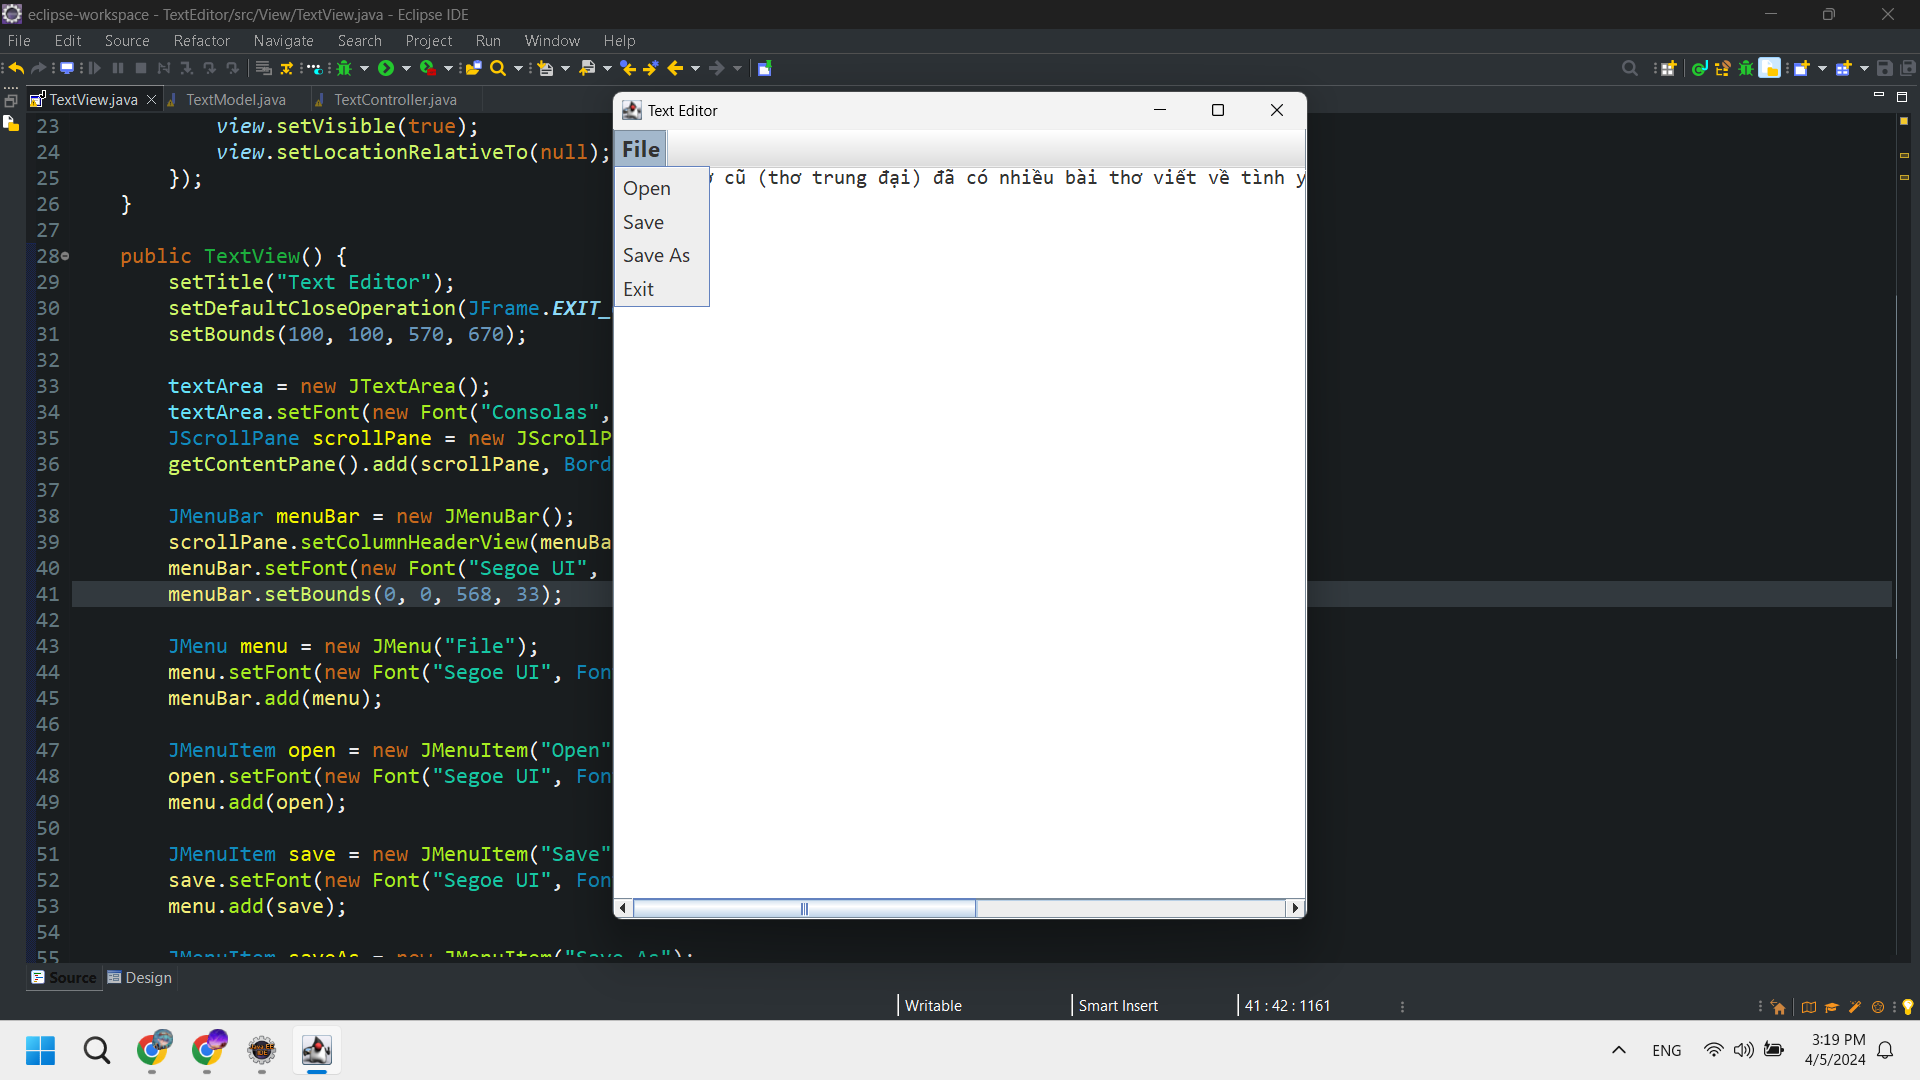 eclipse-workspace - TextEditor/src/View/TextView.java - Eclipse IDE
File Edit Source Refactor Navigate Search Project Run Window Help
TextView.java TextModel.java TextController.java
23 view.setVisible(true);
24 view.setLocationRelativeTo(null);
25 });
26 }
27
28 public TextView() {
29 setTitle("Text Editor");
30 setDefaultCloseOperation(JFrame.EXIT_
31 setBounds(100, 100, 570, 670);
32
33 textArea = new JTextArea();
34 textArea.setFont(new Font("Consolas",
35 JScrollPane scrollPane = new JScrollP
36 getContentPane().add(scrollPane, Bord
37
38 JMenuBar menuBar = new JMenuBar();
39 scrollPane.setColumnHeaderView(menuBa
40 menuBar.setFont(new Font("Segoe UI",
41 menuBar.setBounds(0, 0, 568, 33);
42
43 JMenu menu = new JMenu("File");
44 menu.setFont(new Font("Segoe UI", Fon
45 menuBar.add(menu);
46
47 JMenuItem open = new JMenuItem("Open"
48 open.setFont(new Font("Segoe UI", Fon
49 menu.add(open);
50
51 JMenuItem save = new JMenuItem("Save"
52 save.setFont(new Font("Segoe UI", Fon
53 menu.add(save);
54
55 JMenuItem saveAs = new JMenuItem("Save As");
Text Editor
File
cũ (thơ trung đại) đã có nhiều bài thơ viết về tình y
Open
Save
Save As
Exit
Source Design
Writable Smart Insert 41 : 42 : 1161
ENG
3:19 PM
4/5/2024